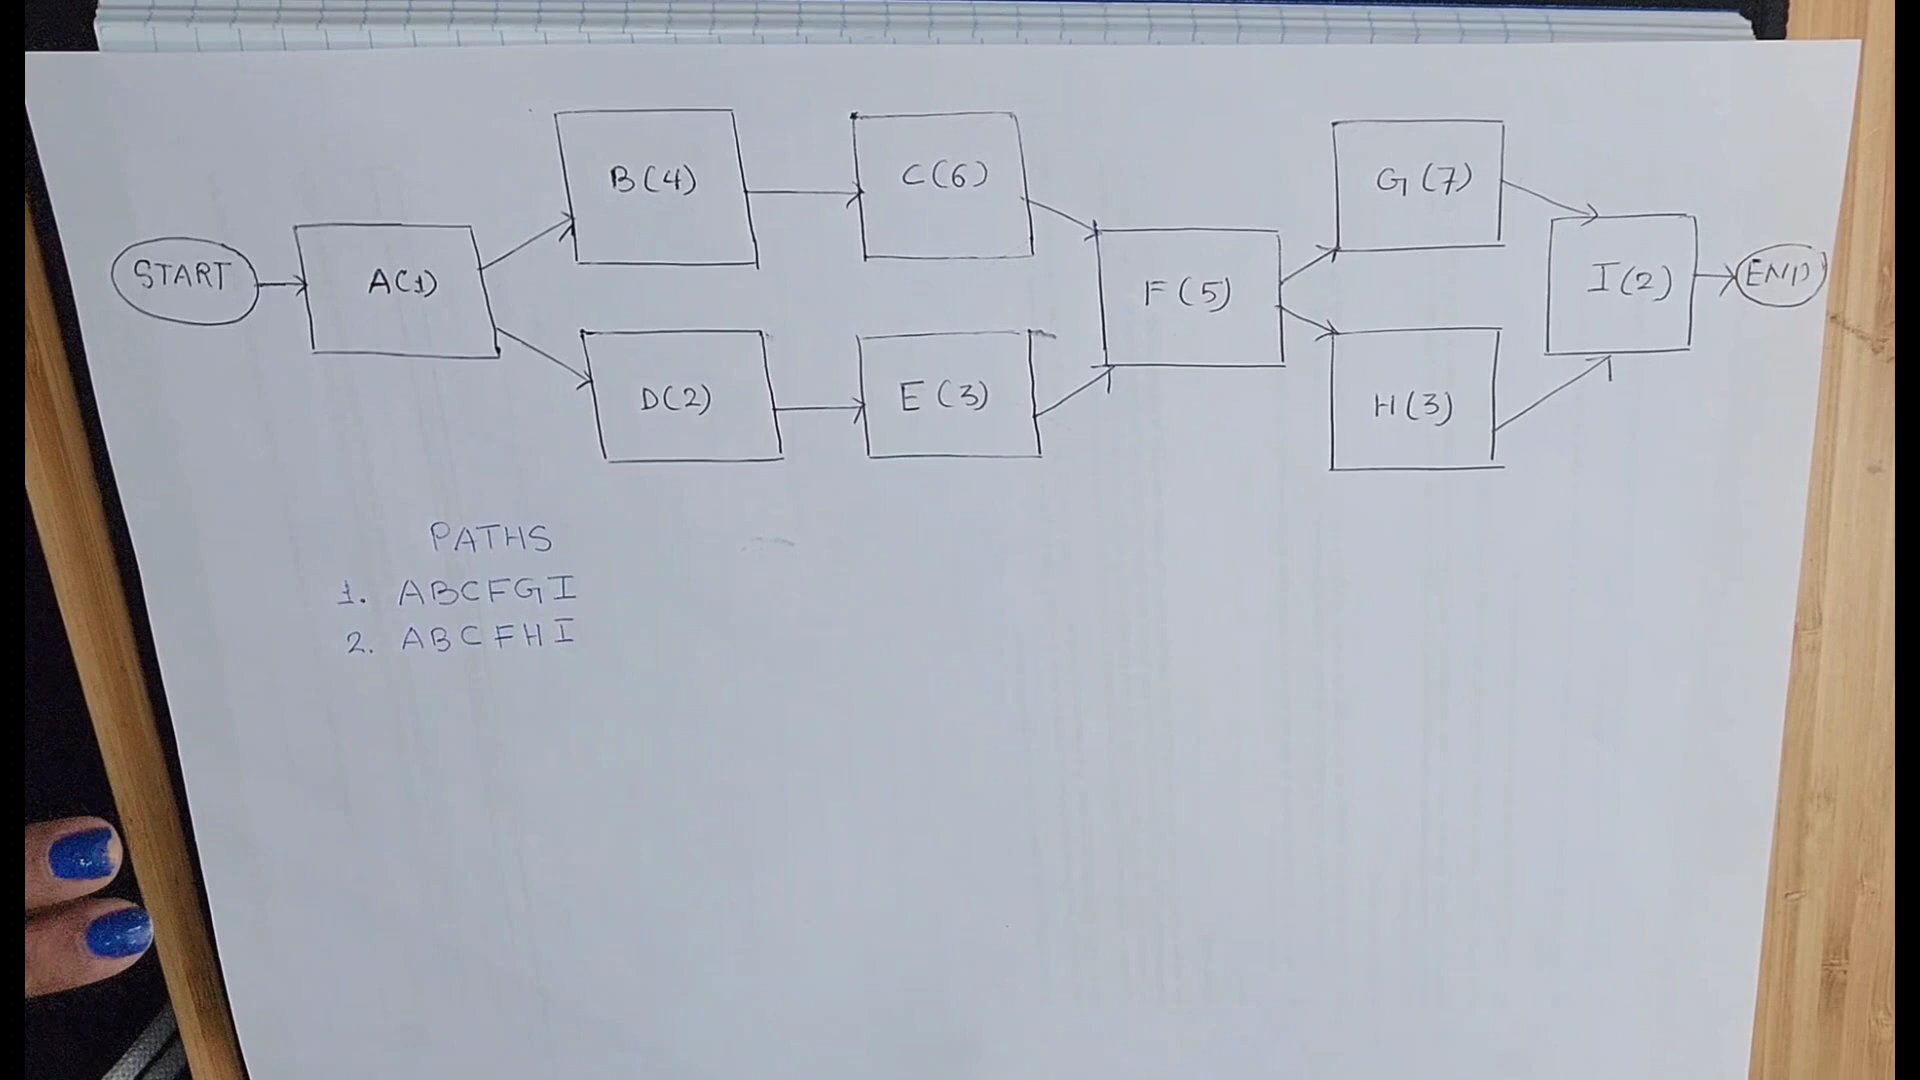 START
A(1)
B(4)
C(6)
D(2)
E(3)
F(5)
G(7)
H(3)
I(2)
END
PATHS
1. ABCFGI
2. ABCFHI